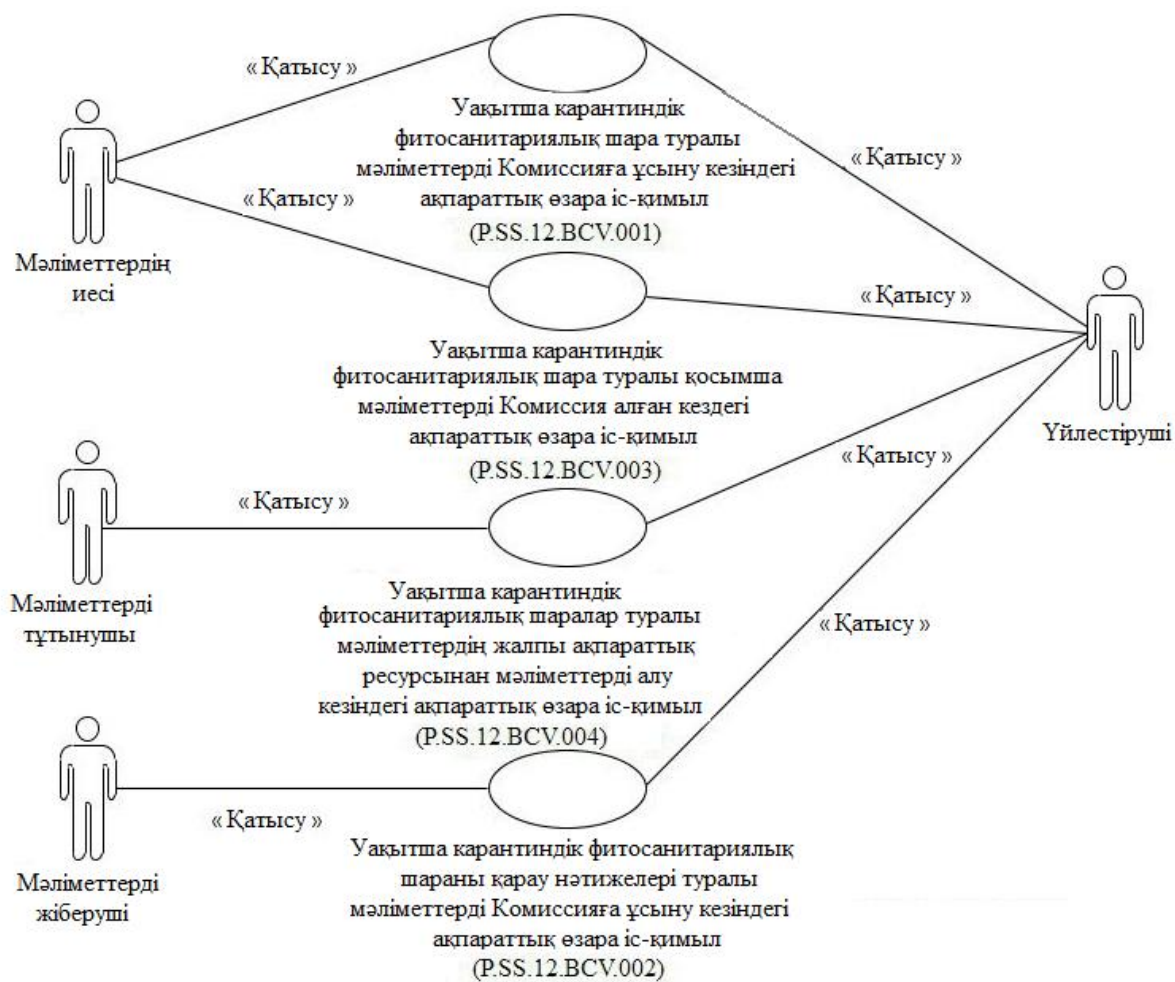 « Қатысу »
Уақытша карантиндік
фитосанитариялық шара туралы
мәліметтерді Комиссияға ұсыну кезіндегі
ақпараттық өзара іс-қимыл
(P.SS.12.BCV.001)
« Қатысу »
« Қатысу »
Мәліметтердің
иесі
« Қатысу »
Уақытша карантиндік
фитосанитариялық шара туралы қосымша
мәліметтерді Комиссия алған кездегі
ақпараттық өзара іс-қимыл
(P.SS.12.BCV.003)
Үйлестіруші
« Қатысу »
« Қатысу »
Мәліметтерді
тұтынушы
Уақытша карантиндік
фитосанитариялық шаралар туралы
мәліметтердің жалпы ақпараттық
ресурсынан мәліметтерді алу
кезіндегі ақпараттық өзара іс-қимыл
(P.SS.12.BCV.004)
« Қатысу »
« Қатысу »
Мәліметтерді
жіберуші
Уақытша карантиндік фитосанитариялық
шараны қарау нәтижелері туралы
мәліметтерді Комиссияға ұсыну кезіндегі
ақпараттық өзара іс-қимыл
(P.SS.12.BCV.002)